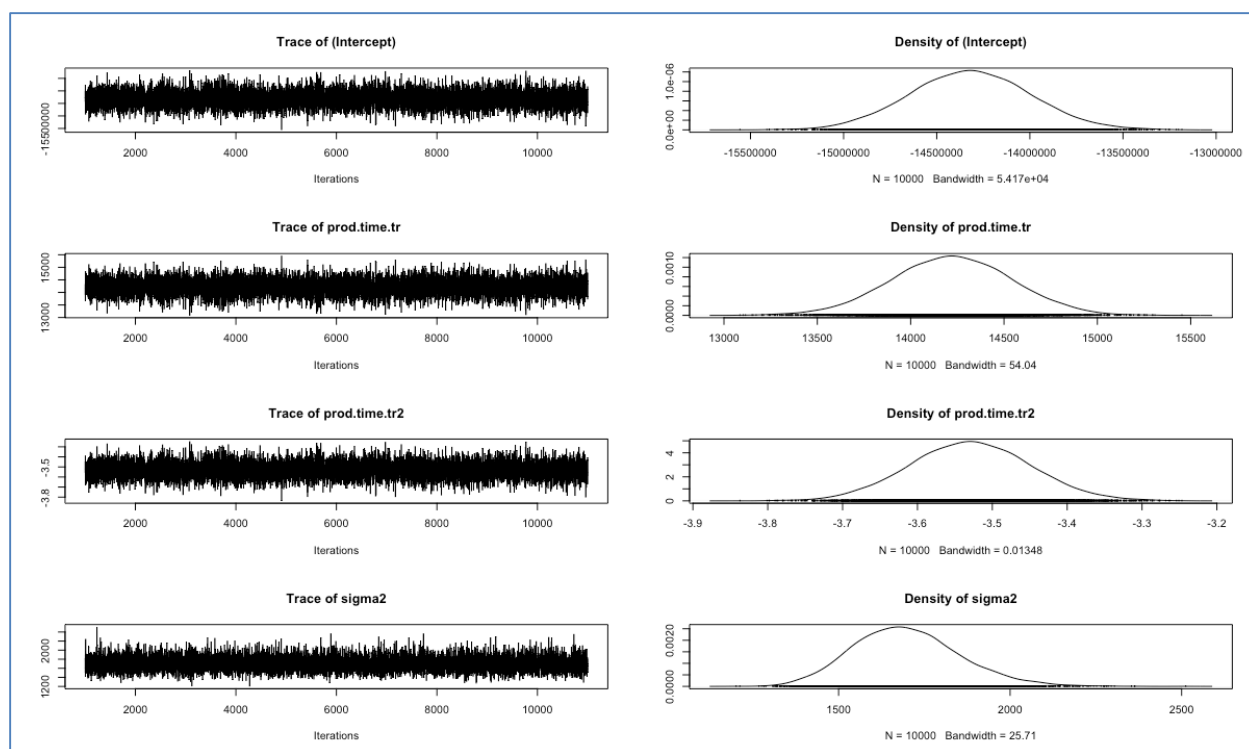 Trace of (Intercept)
-15500000
2000 4000 6000 8000 10000
Iterations
Density of (Intercept)
0.0e+00 1.0e-06
-15500000 -15000000 -14500000 -14000000 -13500000 -13000000
N = 10000 Bandwidth = 5.417e+04
Trace of prod.time.tr
13000 15000
2000 4000 6000 8000 10000
Iterations
Density of prod.time.tr
0.0000 0.0010
13000 13500 14000 14500 15000 15500
N = 10000 Bandwidth = 54.04
Trace of prod.time.tr2
-3.8 -3.5
2000 4000 6000 8000 10000
Iterations
Density of prod.time.tr2
0 2 4
-3.9 -3.8 -3.7 -3.6 -3.5 -3.4 -3.3 -3.2
N = 10000 Bandwidth = 0.01348
Trace of sigma2
1200 2000
2000 4000 6000 8000 10000
Iterations
Density of sigma2
0.0000 0.0020
1500 2000 2500
N = 10000 Bandwidth = 25.71